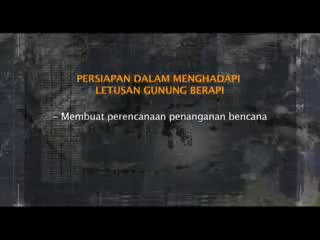 PERSIAPAN DALAM MENGHADAPI
LETUSAN GUNUNG BERAPI
- Membuat perencanaan penanganan bencana